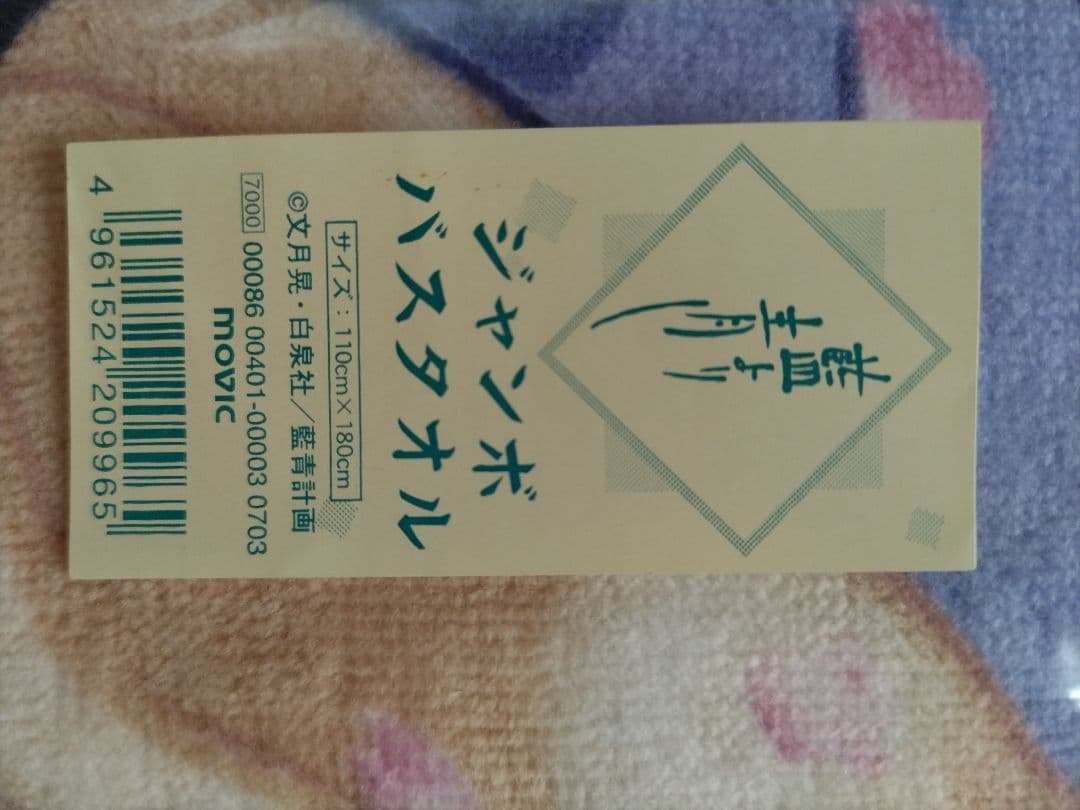 藍より青し
ジャンボ
バスタオル
サイズ：110cm×180cm
©文月晃・白泉社／藍青計画
7000 00086 00401-00003 0703
movic
4 961524 209965